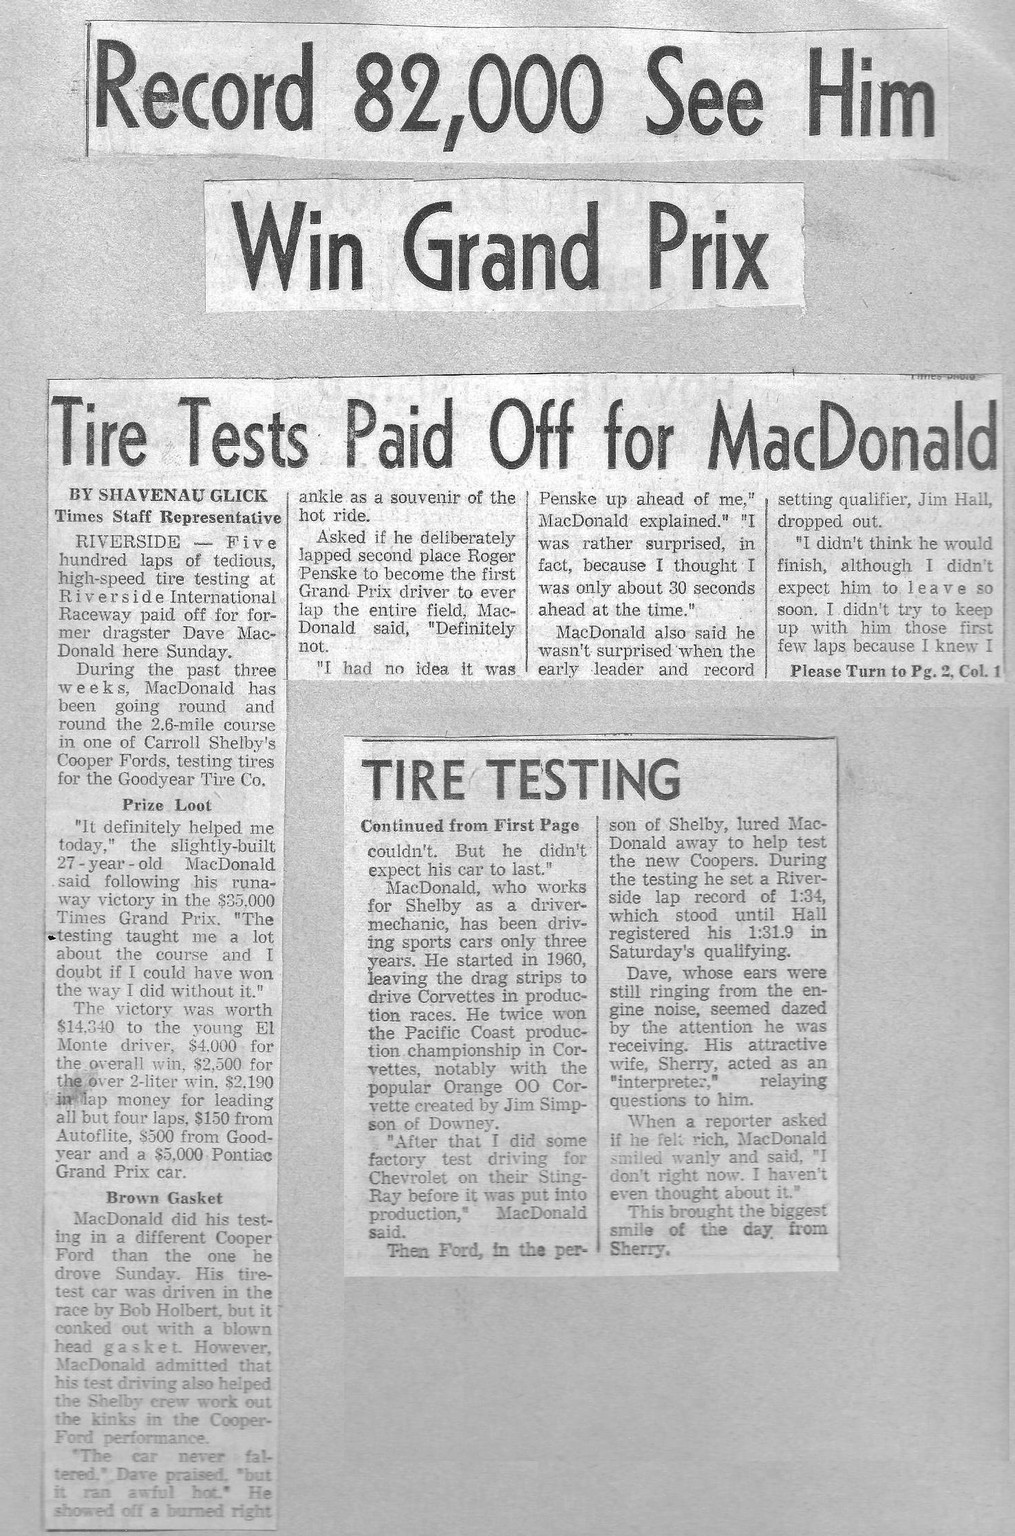 Record 82,000 See Him
Win Grand Prix
Tire Tests Paid Off for MacDonald
BY SHAVENAU GLICK
Times Staff Representative
RIVERSIDE — Five
hundred laps of tedious,
high-speed tire testing at
Riverside International
Raceway paid off for for-
mer dragster Dave Mac-
Donald here Sunday.
During the past three
weeks, MacDonald has
been going round and
round the 2.6-mile course
in one of Carroll Shelby's
Cooper Fords, testing tires
for the Goodyear Tire Co.
Prize Loot
"It definitely helped me
today," the slightly-built
27-year-old MacDonald
said following his runa-
way victory in the $35,000
Times Grand Prix. "The
testing taught me a lot
about the course and I
doubt if I could have won
the way I did without it."
The victory was worth
$14,340 to the young El
Monte driver, $4,000 for
the overall win, $2,500 for
the over 2-liter win, $2,190
in lap money for leading
all but four laps, $150 from
Autoflite, $500 from Good-
year and a $5,000 Pontiac
Grand Prix car.
Brown Gasket
MacDonald did his test-
ing in a different Cooper
Ford than the one he
drove Sunday. His tire-
test car was driven in the
race by Bob Holbert, but it
conked out with a blown
head gasket. However,
MacDonald admitted that
his test driving also helped
the Shelby crew work out
the kinks in the Cooper-
Ford performance.
"The car never fal-
tered," Dave praised, "but
it ran awful hot." He
showed off a burned right
ankle as a souvenir of the
hot ride.
Asked if he deliberately
lapped second place Roger
Penske to become the first
Grand Prix driver to ever
lap the entire field, Mac-
Donald said, "Definitely
not.
"I had no idea it was
Penske up ahead of me,"
MacDonald explained." "I
was rather surprised, in
fact, because I thought I
was only about 30 seconds
ahead at the time."
MacDonald also said he
wasn't surprised when the
early leader and record
setting qualifier, Jim Hall,
dropped out.
"I didn't think he would
finish, although I didn't
expect him to leave so
soon. I didn't try to keep
up with him those first
few laps because I knew I
Please Turn to Pg. 2, Col. 1
TIRE TESTING
Continued from First Page
couldn't. But he didn't
expect his car to last."
MacDonald, who works
for Shelby as a driver-
mechanic, has been driv-
ing sports cars only three
years. He started in 1960,
leaving the drag strips to
drive Corvettes in produc-
tion races. He twice won
the Pacific Coast produc-
tion championship in Cor-
vettes, notably with the
popular Orange OO Cor-
vette created by Jim Simp-
son of Downey.
"After that I did some
factory test driving for
Chevrolet on their Sting-
Ray before it was put into
production," MacDonald
said.
Then Ford, in the per-
son of Shelby, lured Mac-
Donald away to help test
the new Coopers. During
the testing he set a River-
side lap record of 1:34,
which stood until Hall
registered his 1:31.9 in
Saturday's qualifying.
Dave, whose ears were
still ringing from the en-
gine noise, seemed dazed
by the attention he was
receiving. His attractive
wife, Sherry, acted as an
"interpreter," relaying
questions to him.
When a reporter asked
if he felt rich, MacDonald
smiled wanly and said, "I
don't right now. I haven't
even thought about it."
This brought the biggest
smile of the day from
Sherry.